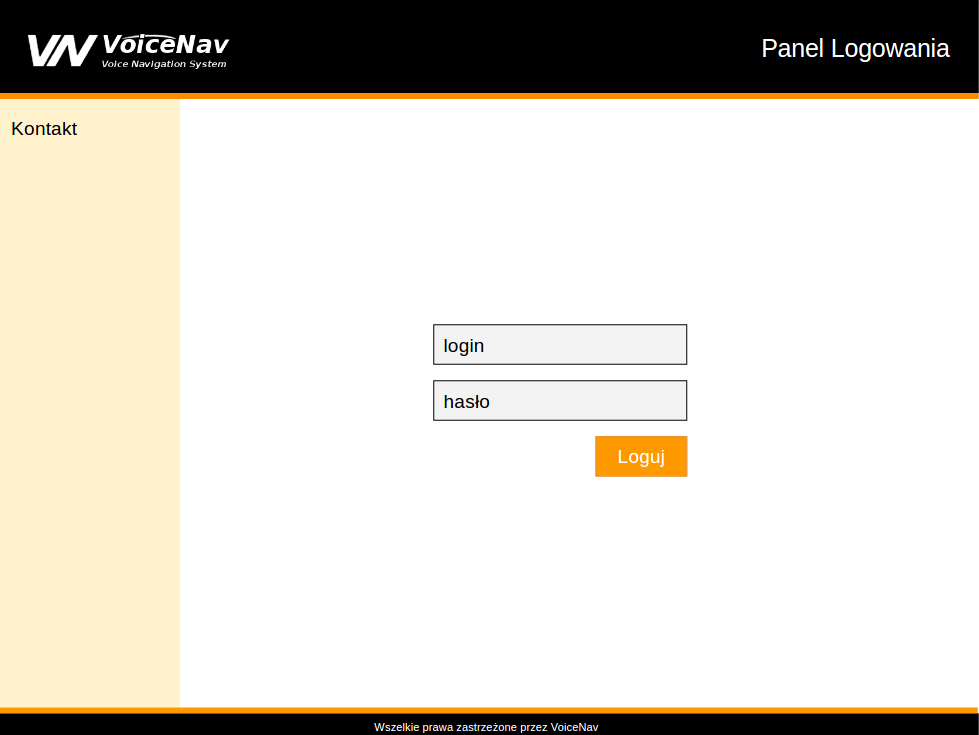 VN VoiceNav
Voice Navigation System
Panel Logowania
Kontakt
login
hasło
Loguj
Wszelkie prawa zastrzeżone przez VoiceNav